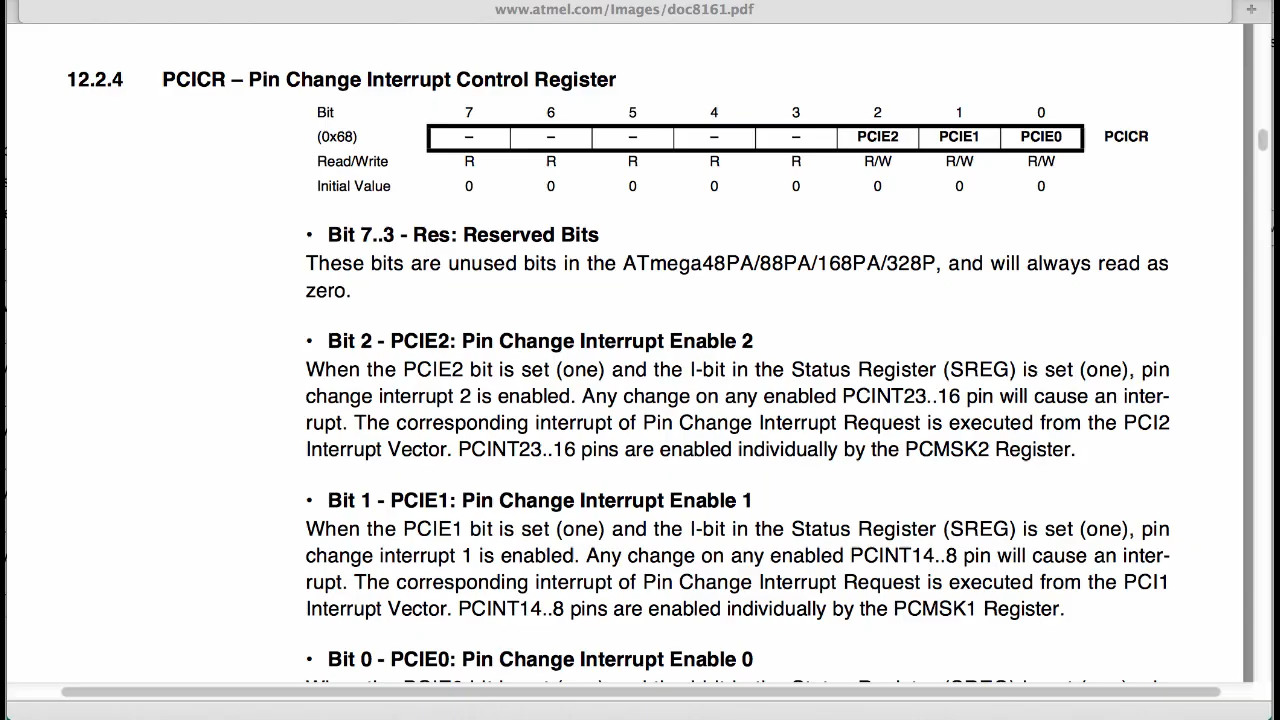 www.atmel.com/Images/doc8161.pdf
12.2.4 PCICR – Pin Change Interrupt Control Register
Bit 7 6 5 4 3 2 1 0
(0x68) – – – – – PCIE2 PCIE1 PCIE0 PCICR
Read/Write R R R R R R/W R/W R/W
Initial Value 0 0 0 0 0 0 0 0
• Bit 7..3 - Res: Reserved Bits
These bits are unused bits in the ATmega48PA/88PA/168PA/328P, and will always read as
zero.
• Bit 2 - PCIE2: Pin Change Interrupt Enable 2
When the PCIE2 bit is set (one) and the I-bit in the Status Register (SREG) is set (one), pin
change interrupt 2 is enabled. Any change on any enabled PCINT23..16 pin will cause an inter-
rupt. The corresponding interrupt of Pin Change Interrupt Request is executed from the PCI2
Interrupt Vector. PCINT23..16 pins are enabled individually by the PCMSK2 Register.
• Bit 1 - PCIE1: Pin Change Interrupt Enable 1
When the PCIE1 bit is set (one) and the I-bit in the Status Register (SREG) is set (one), pin
change interrupt 1 is enabled. Any change on any enabled PCINT14..8 pin will cause an inter-
rupt. The corresponding interrupt of Pin Change Interrupt Request is executed from the PCI1
Interrupt Vector. PCINT14..8 pins are enabled individually by the PCMSK1 Register.
• Bit 0 - PCIE0: Pin Change Interrupt Enable 0